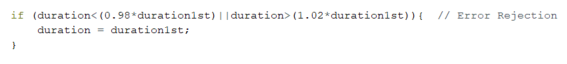 if (duration<(0.98*duration1st)||duration>(1.02*duration1st)){  // Error Rejection
    duration = duration1st;
}